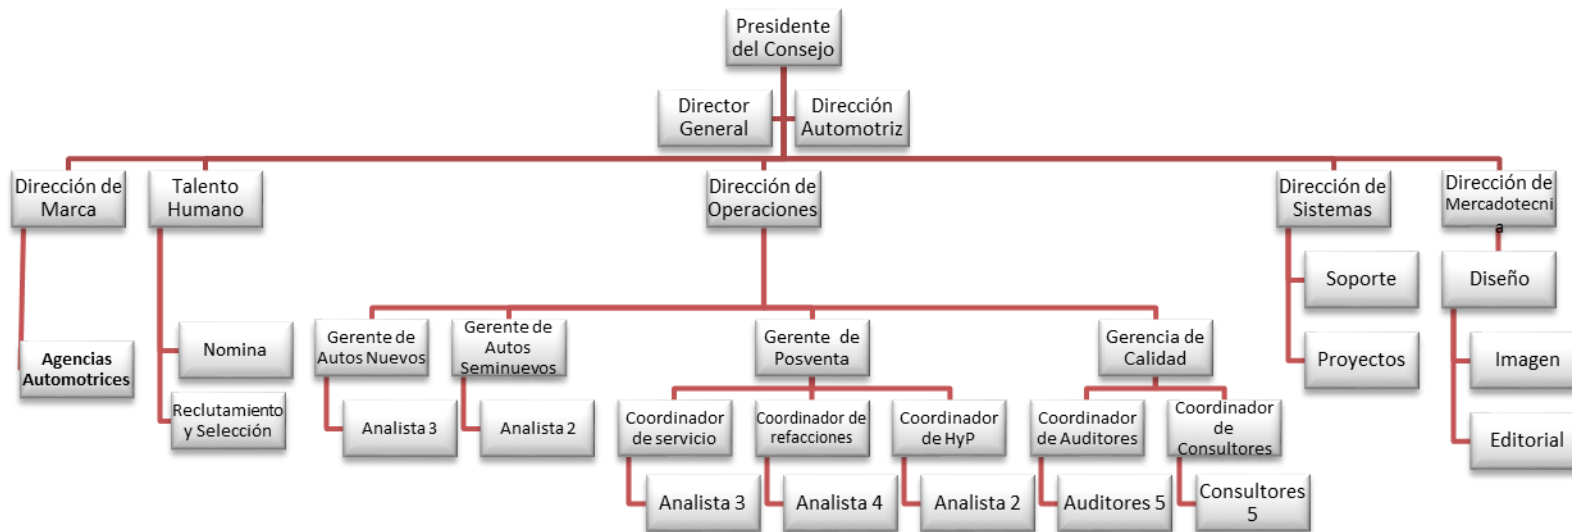 Presidente
del Consejo
Director
General
Dirección
Automotriz
Dirección de
Marca
Talento
Humano
Dirección de
Operaciones
Dirección de
Sistemas
Dirección de
Mercadotecni
a
Soporte
Diseño
Gerente de
Autos Nuevos
Gerente de
Autos
Seminuevos
Gerente de
Posventa
Gerencia de
Calidad
Agencias
Automotrices
Nomina
Proyectos
Imagen
Reclutamiento
y Selección
Analista 3
Analista 2
Coordinador
de servicio
Coordinador de
refacciones
Coordinador
de HyP
Coordinador
de Auditores
Coordinador
de
Consultores
Editorial
Analista 3
Analista 4
Analista 2
Auditores 5
Consultores
5